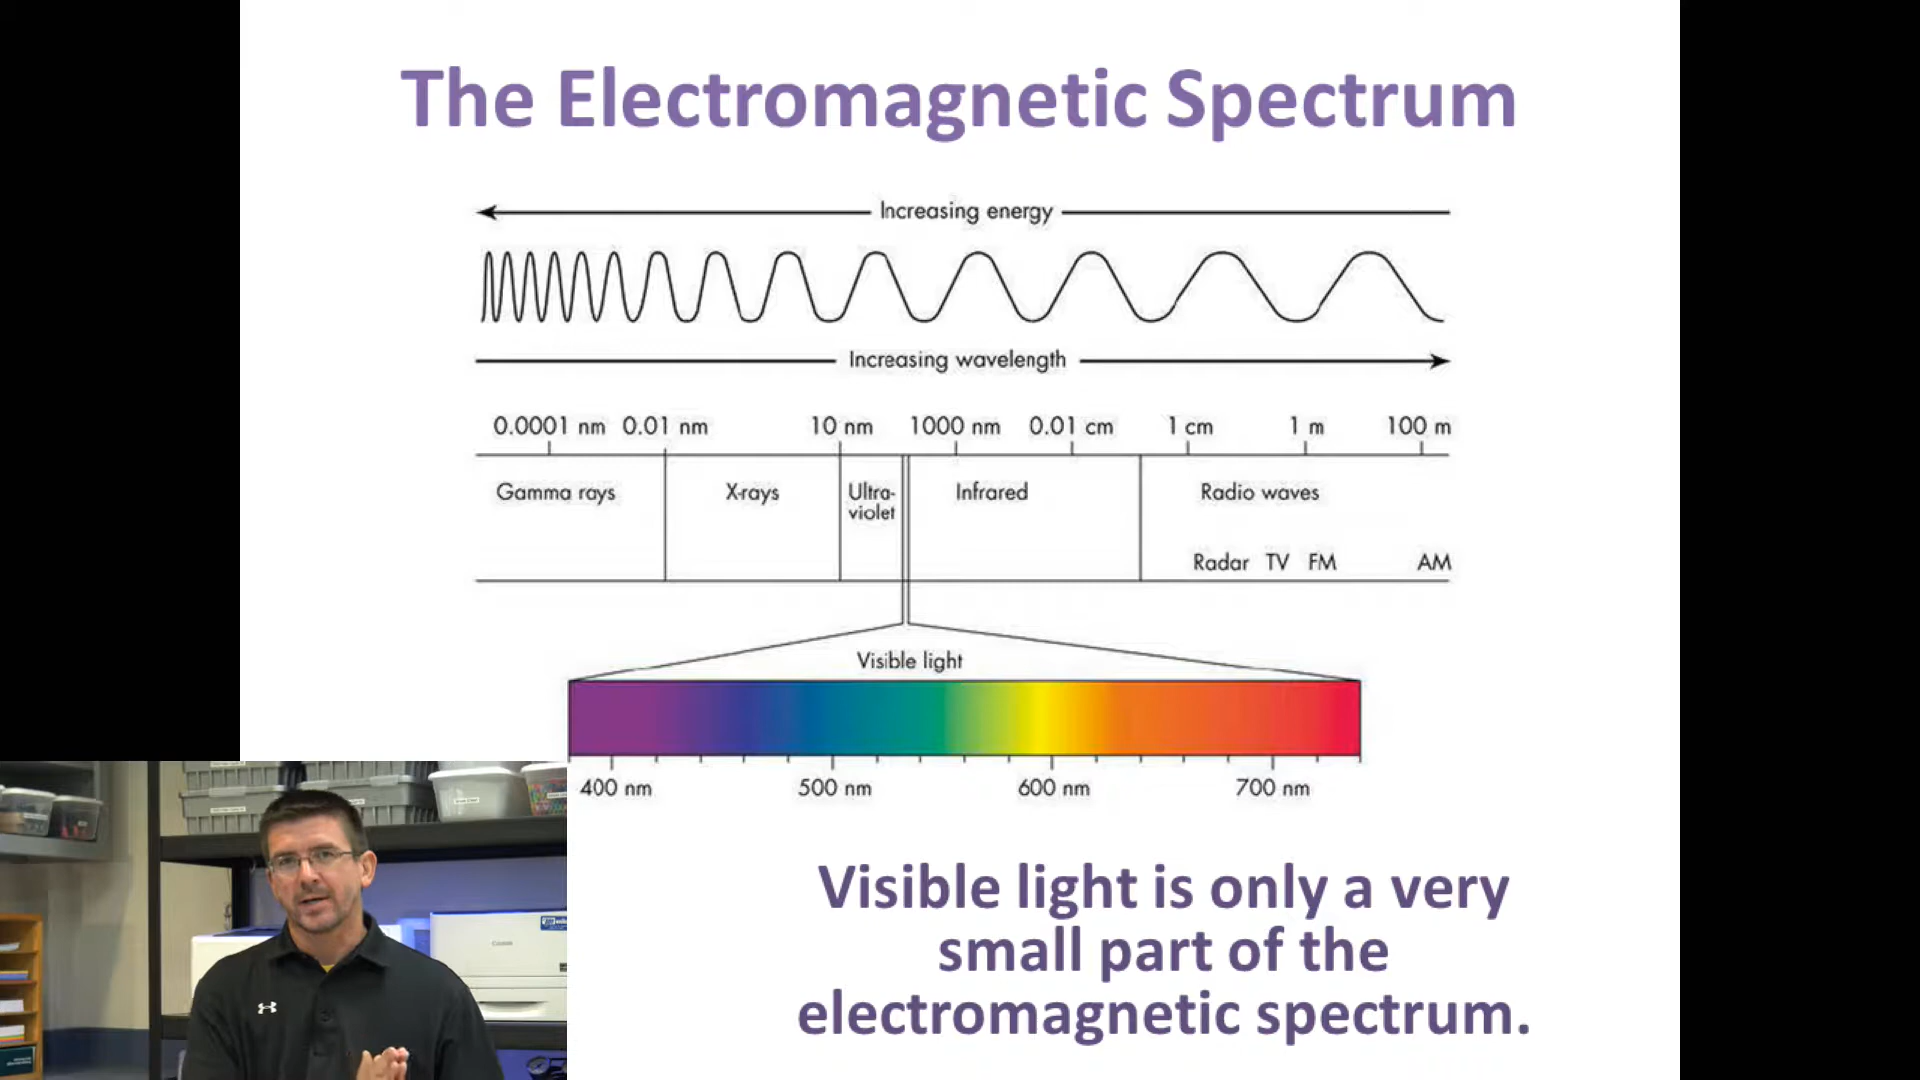 The Electromagnetic Spectrum
Increasing energy
Increasing wavelength
0.0001 nm 0.01 nm 10 nm 1000 nm 0.01 cm 1 cm 1 m 100 m
Gamma rays X-rays Ultra- Infrared Radio waves
violet
Radar TV FM AM
Visible light
400 nm 500 nm 600 nm 700 nm
Visible light is only a very
small part of the
electromagnetic spectrum.
Canon